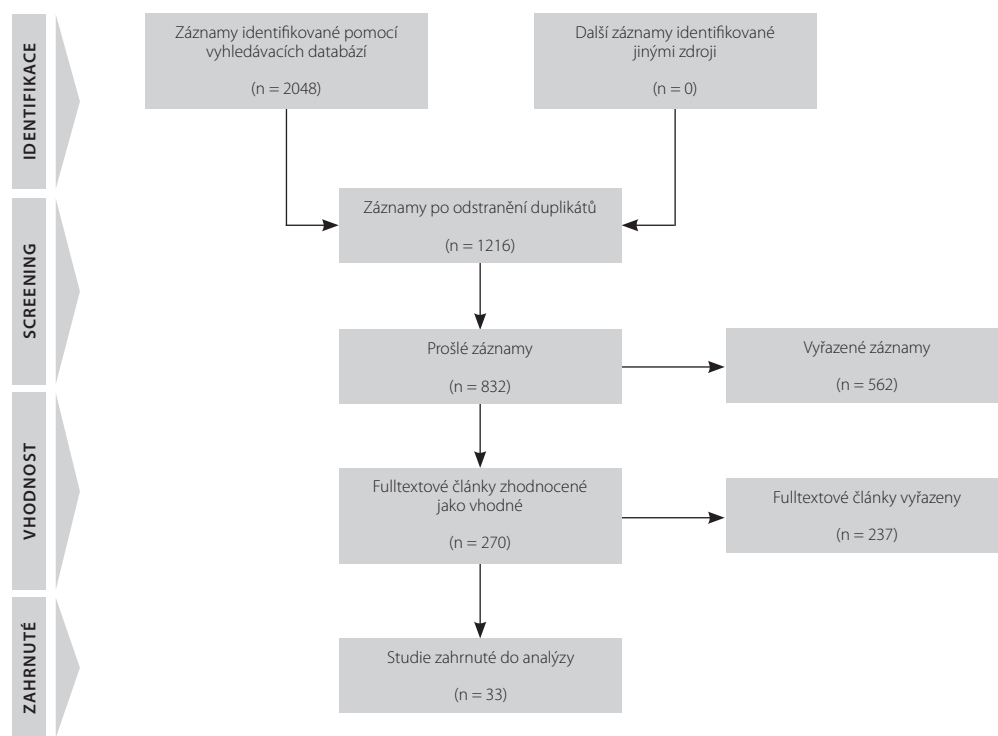 IDENTIFIKACE
Záznamy identifikované pomocí
vyhledávacích databází
(n = 2048)
Další záznamy identifikované
jinými zdroji
(n = 0)
SCREENING
Záznamy po odstranění duplikátů
(n = 1216)
Prošlé záznamy
(n = 832)
Vyřazené záznamy
(n = 562)
VHODNOST
Fulltextové články zhodnocené
jako vhodné
(n = 270)
Fulltextové články vyřazeny
(n = 237)
ZAHRNUTÉ
Studie zahrnuté do analýzy
(n = 33)